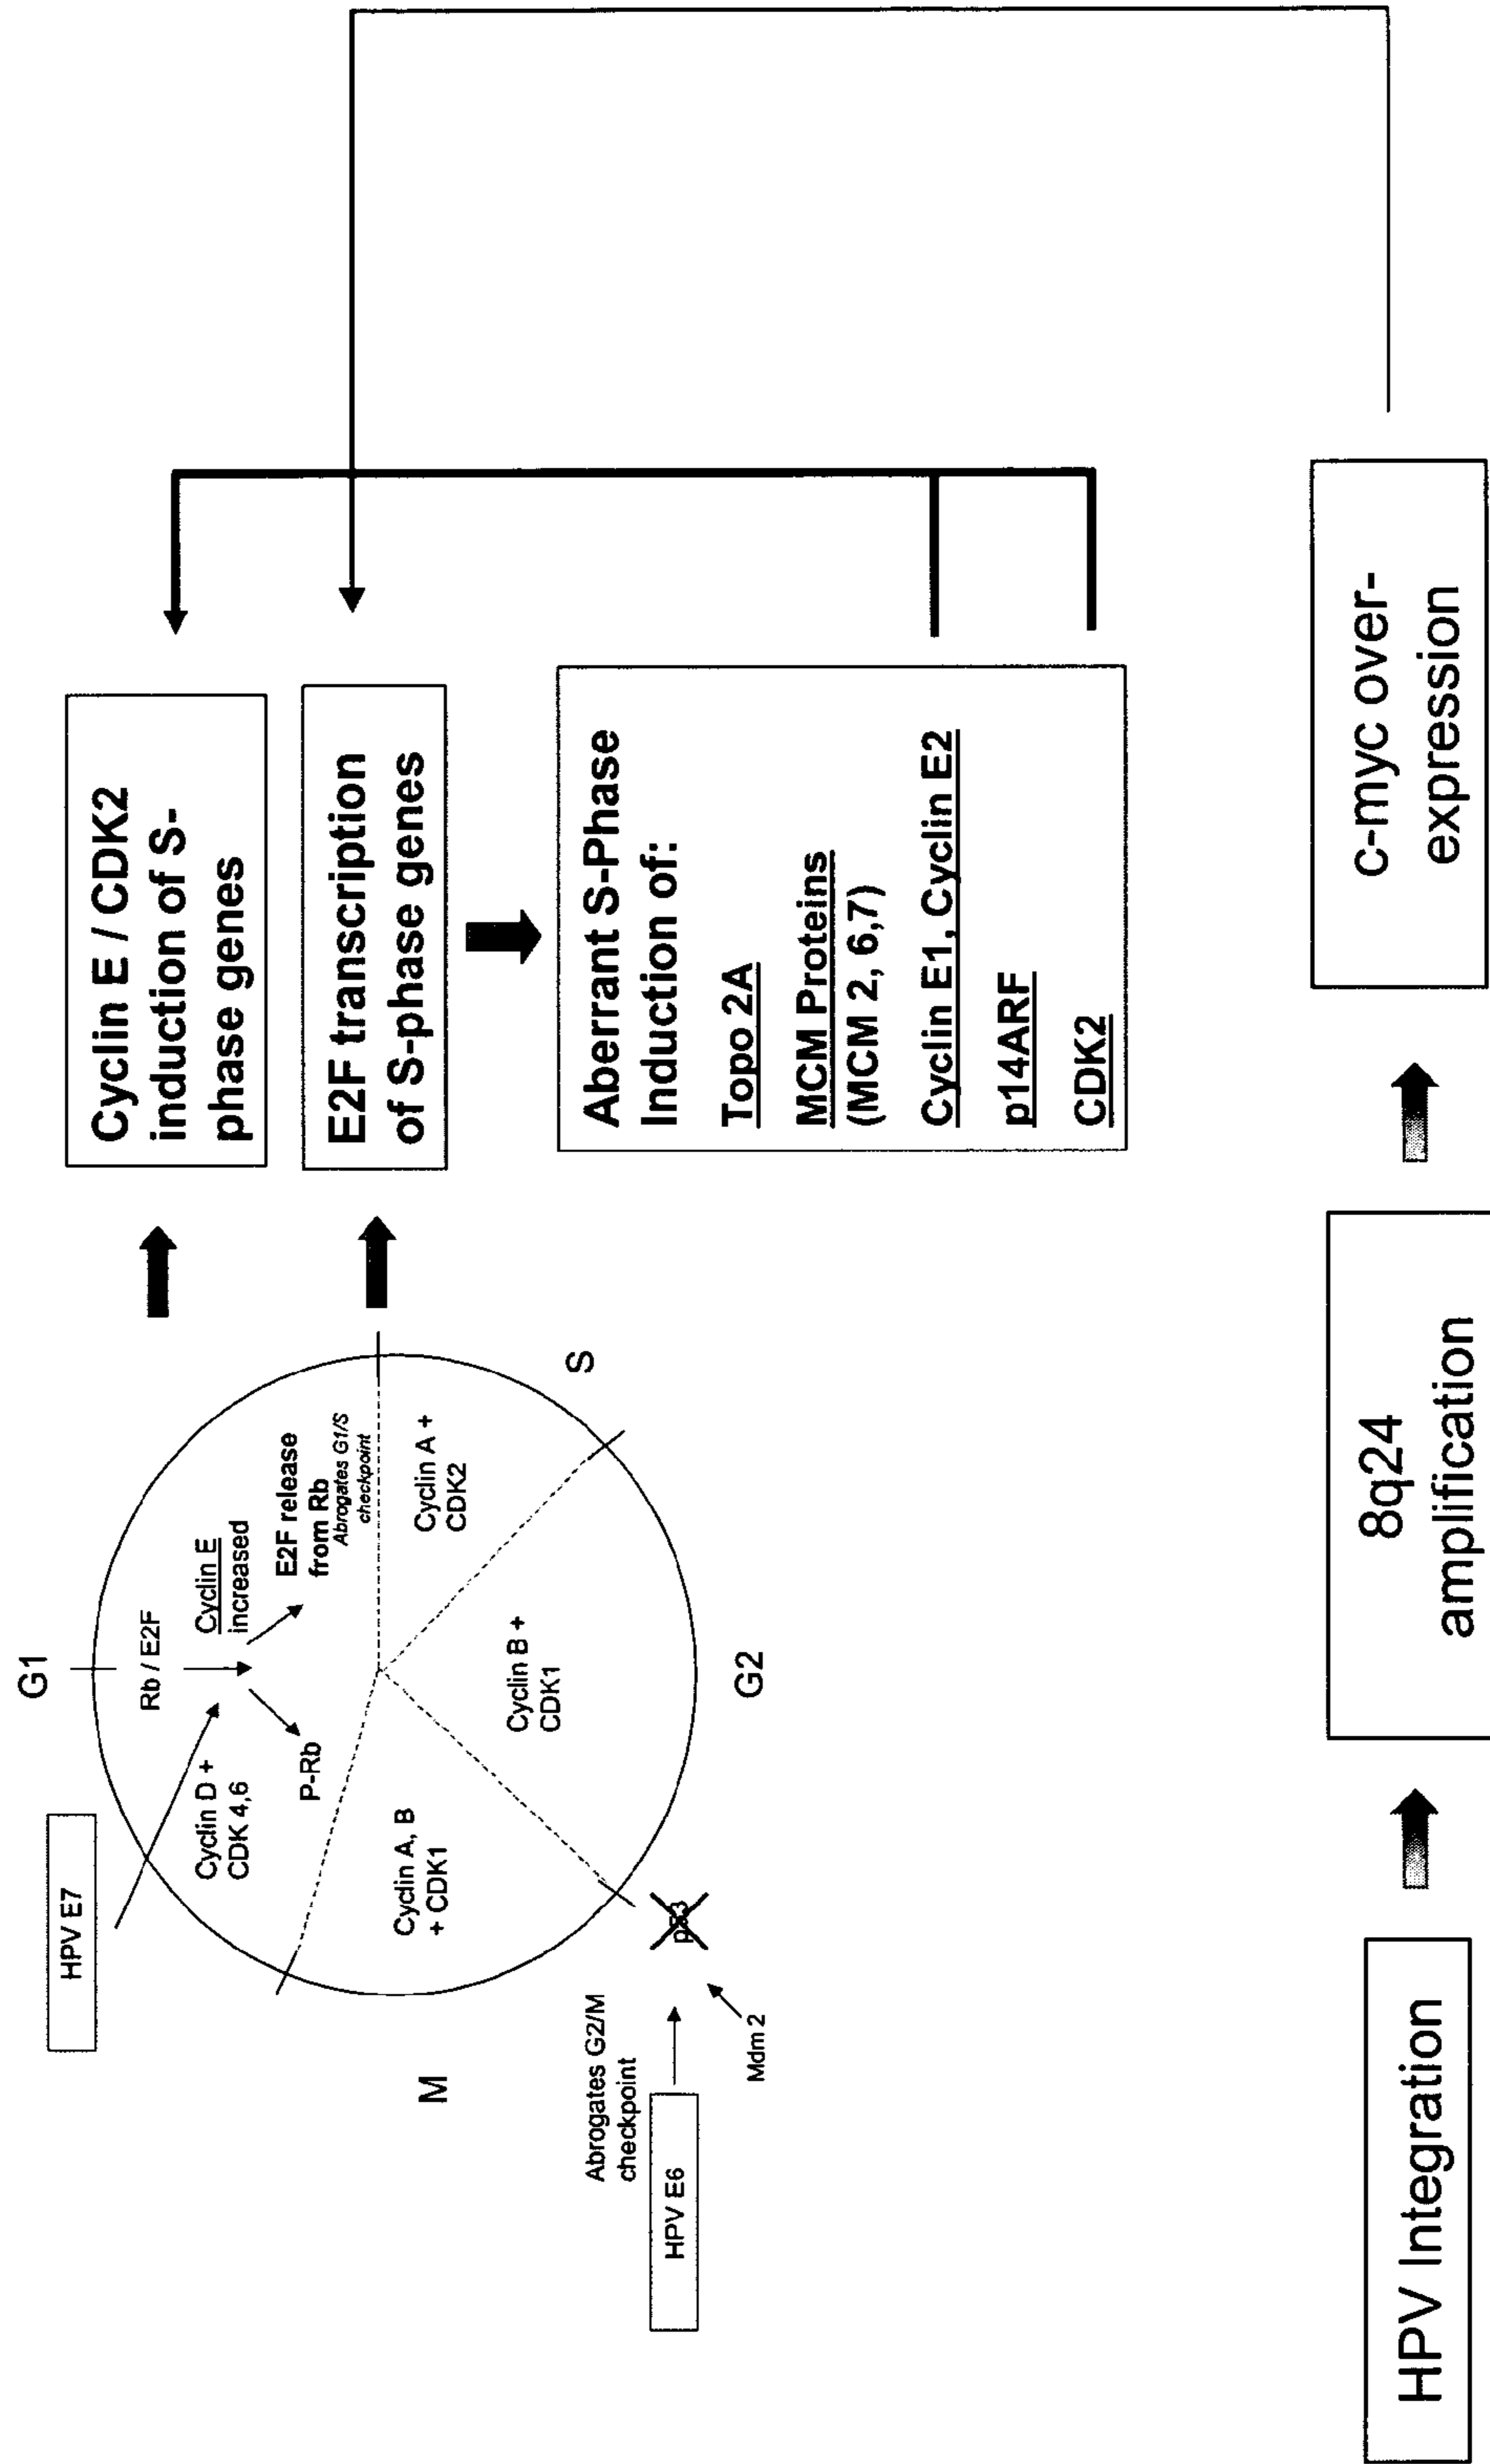 G1
HPV E7
Rb / E2F
Cyclin D +
CDK 4,6
Cyclin E
increased
P-Rb
E2F release
from Rb
Abrogates G1/S
checkpoint
Cyclin A +
CDK2
S
Cyclin B +
CDK1
G2
Cyclin A, B
+ CDK1
M
Abrogates G2/M
checkpoint
HPV E6
p53
Mdm 2
Cyclin E / CDK2
induction of S-
phase genes
E2F transcription
of S-phase genes
Aberrant S-Phase
Induction of:
Topo 2A
MCM Proteins
(MCM 2, 6,7)
Cyclin E1, Cyclin E2
p14ARF
CDK2
HPV Integration
8q24
amplification
c-myc over-
expression